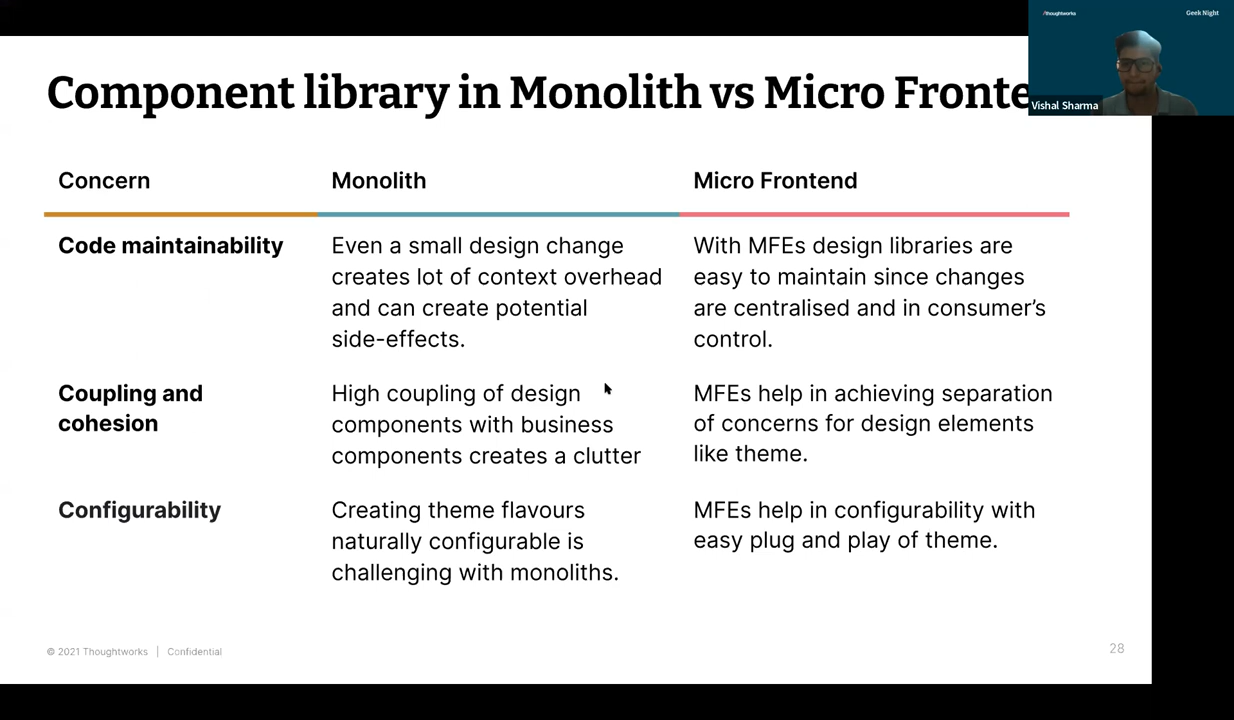 /thoughtworks
Geek Night
Vishal Sharma
Component library in Monolith vs Micro Fronte
Concern
Monolith
Micro Frontend
Code maintainability
Even a small design change
creates lot of context overhead
and can create potential
side-effects.
With MFEs design libraries are
easy to maintain since changes
are centralised and in consumer’s
control.
Coupling and
cohesion
High coupling of design
components with business
components creates a clutter
MFEs help in achieving separation
of concerns for design elements
like theme.
Configurability
Creating theme flavours
naturally configurable is
challenging with monoliths.
MFEs help in configurability with
easy plug and play of theme.
© 2021 Thoughtworks | Confidential
28